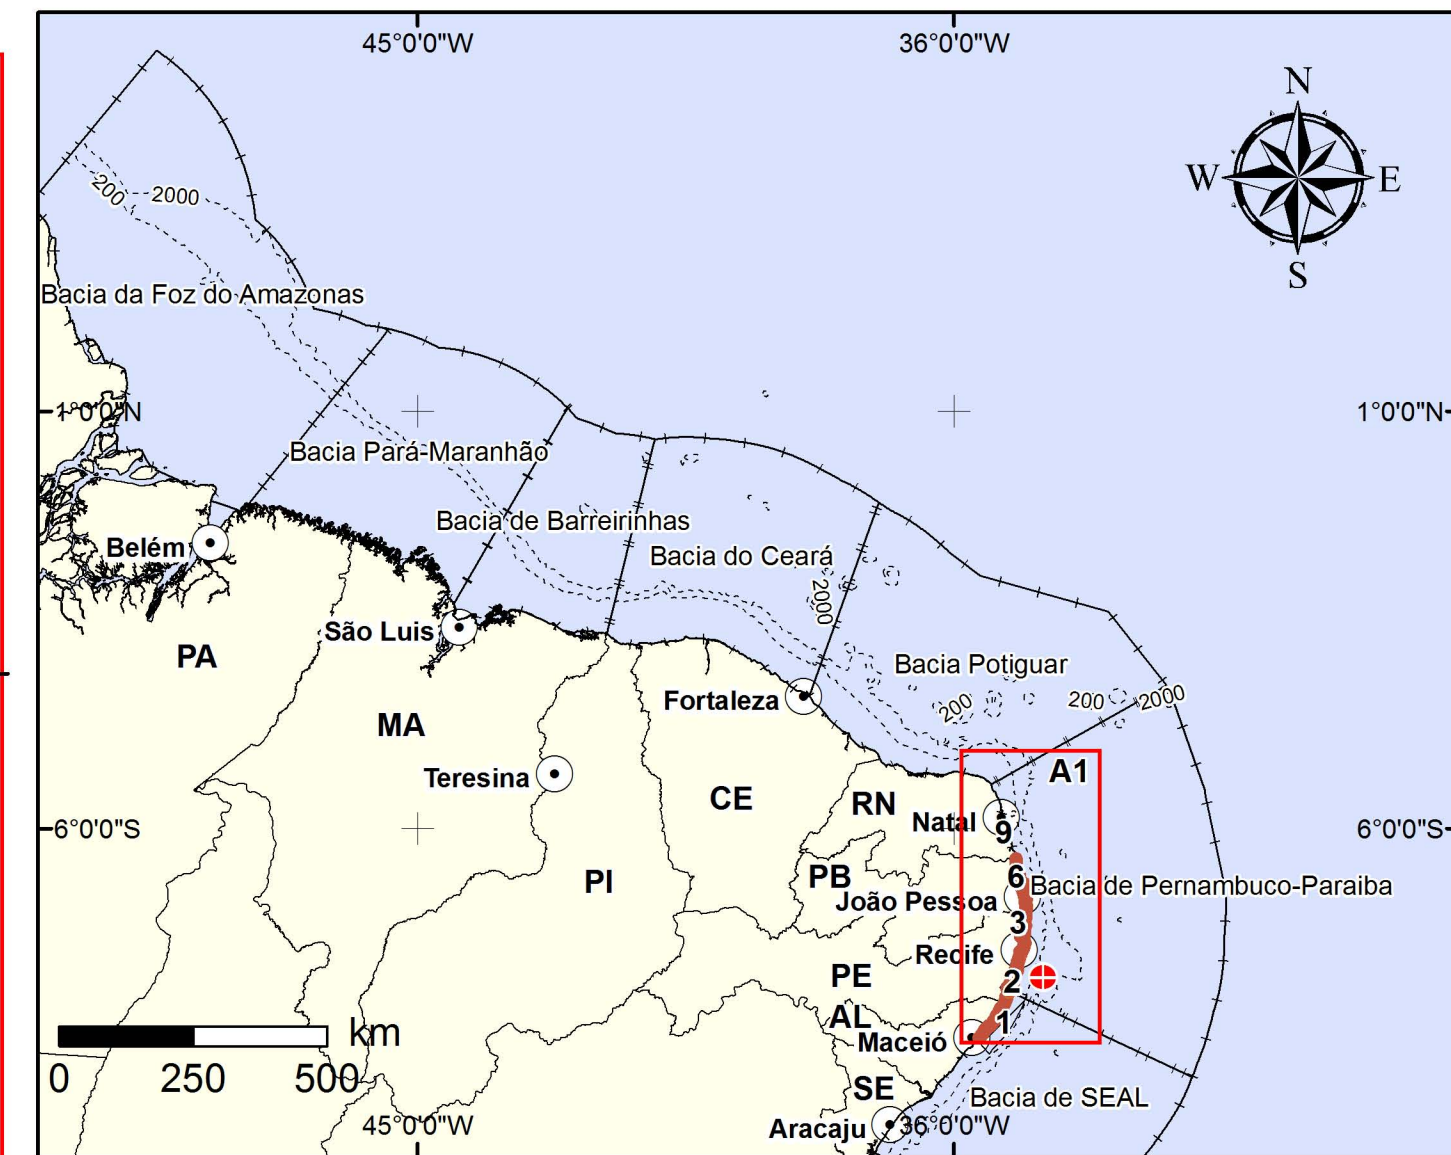 45°0'0"W
36°0'0"W
N
W
E
S
200
2000
Bacia da Foz do Amazonas
1°0'0"N
1°0'0"N
Bacia Pará-Maranhão
Bacia de Barreirinhas
Belém
Bacia do Ceará
2000
São Luis
PA
Bacia Potiguar
Fortaleza
200
200
2000
MA
A1
Teresina
CE
RN
Natal
9
6°0'0"S
6°0'0"S
PI
PB
6
Bacia de Pernambuco-Paraiba
João Pessoa
3
Recife
PE
2
AL
1
Maceió
km
0
250
500
SE
Bacia de SEAL
45°0'0"W
Aracaju
36°0'0"W